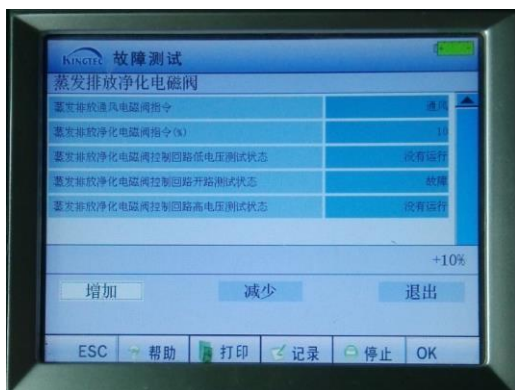 KINGTEC 故障测试
蒸发排放净化电磁阀
蒸发排放通风电磁阀指令 通风
蒸发排放净化电磁阀指令(%) 10
蒸发排放净化电磁阀控制回路低电压测试状态 没有运行
蒸发排放净化电磁阀控制回路开路测试状态 故障
蒸发排放净化电磁阀控制回路高电压测试状态 没有运行
+10%
增加 减少 退出
ESC 帮助 打印 记录 停止 OK